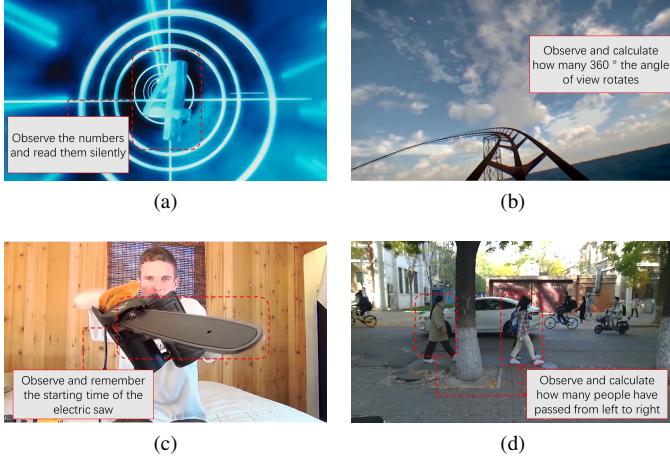 4
Observe the numbers
and read them silently
(a)
Observe and calculate
how many 360 ° the angle
of view rotates
(b)
Observe and remember
the starting time of the
electric saw
(c)
Observe and calculate
how many people have
passed from left to right
(d)